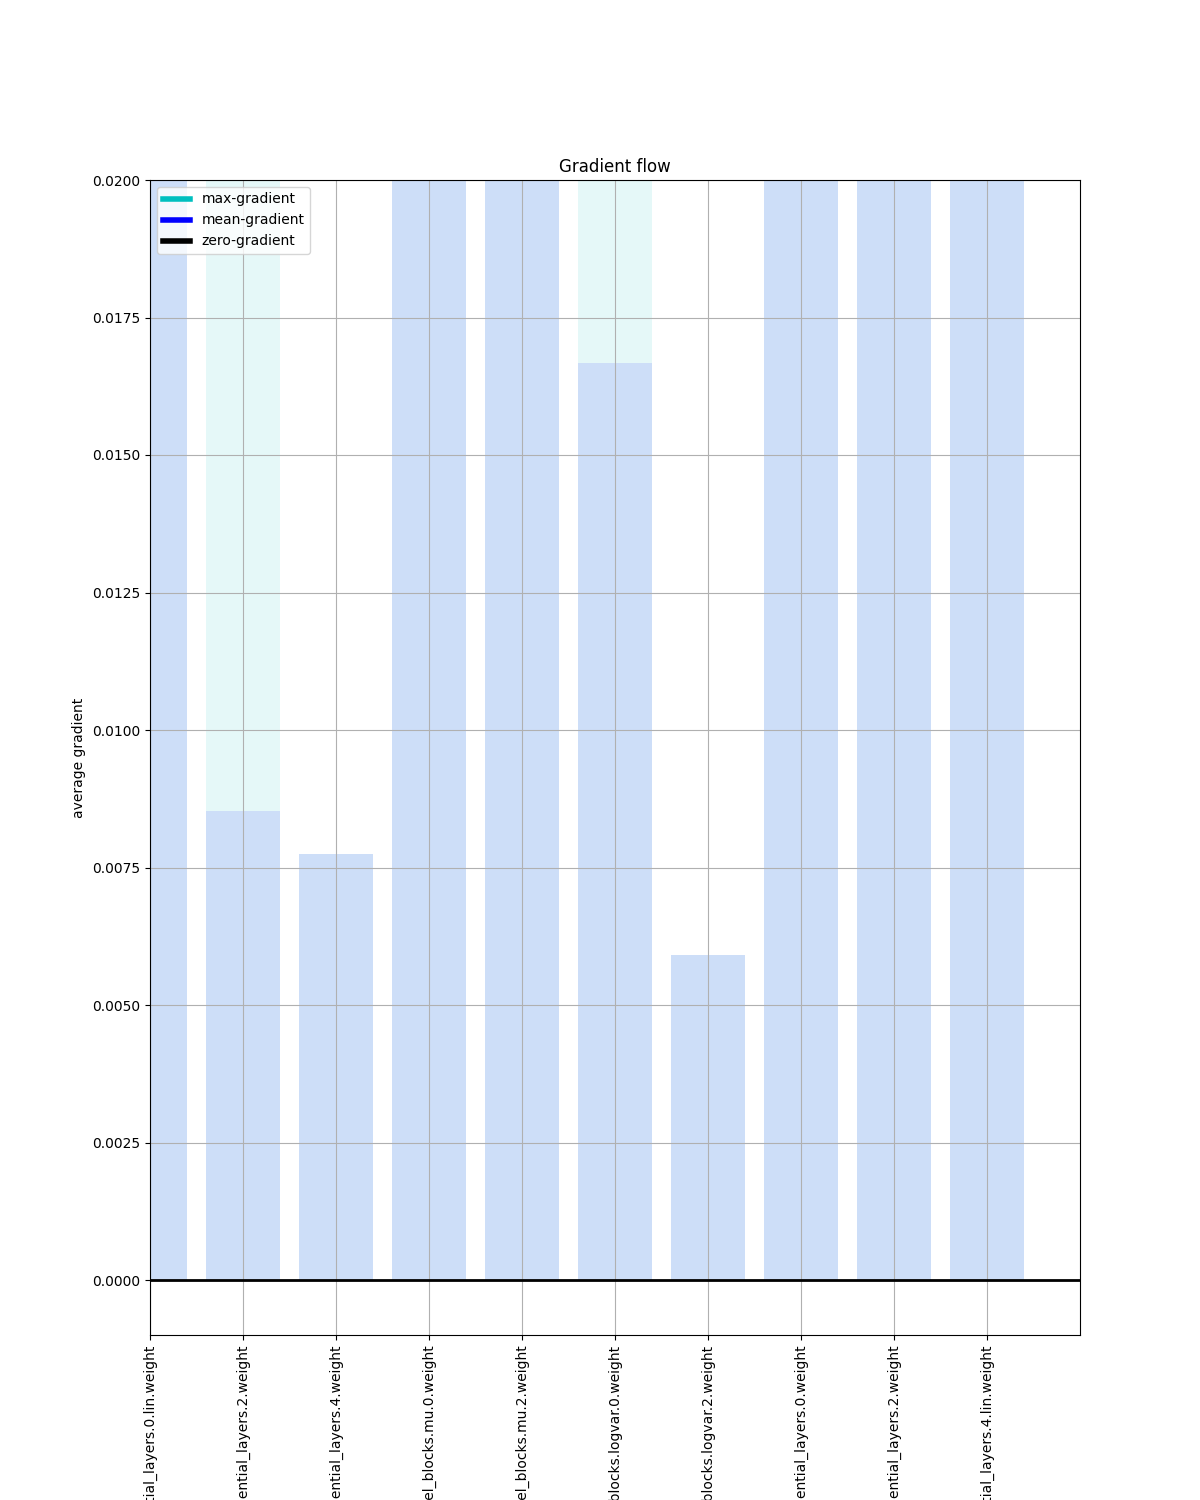 Gradient flow
max-gradient
mean-gradient
zero-gradient
0.0200
0.0175
0.0150
0.0125
0.0100
0.0075
0.0050
0.0025
0.0000
average gradient
tial_layers.0.lin.weight
ential_layers.2.weight
ential_layers.4.weight
el_blocks.mu.0.weight
el_blocks.mu.2.weight
blocks.logvar.0.weight
blocks.logvar.2.weight
ential_layers.0.weight
ential_layers.2.weight
tial_layers.4.lin.weight